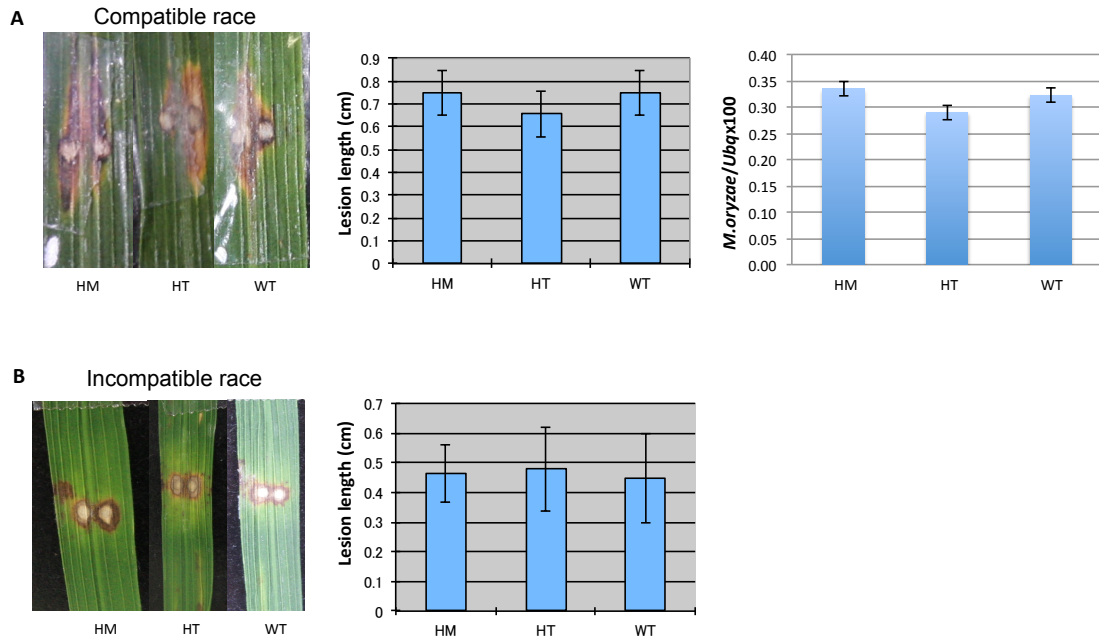 A
Compatible race
HM HT WT
Lesion length (cm)
0.9
0.8
0.7
0.6
0.5
0.4
0.3
0.2
0.1
0
HM HT WT
M.oryzae/Ubqx100
0.40
0.35
0.30
0.25
0.20
0.15
0.10
0.05
0.00
HM HT WT
B
Incompatible race
HM HT WT
Lesion length (cm)
0.7
0.6
0.5
0.4
0.3
0.2
0.1
0
HM HT WT